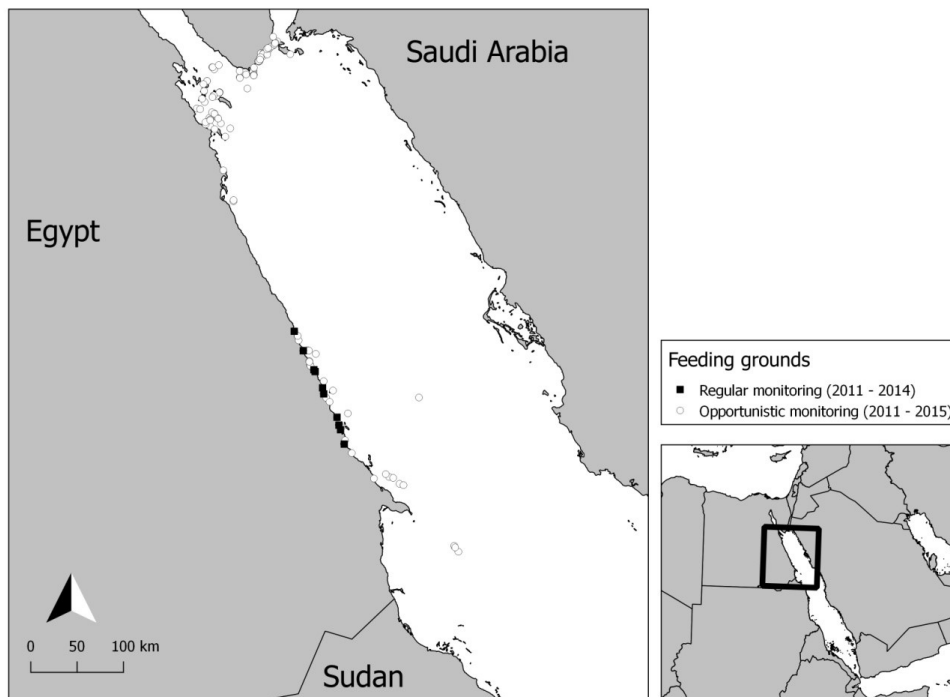 Saudi Arabia
Egypt
Feeding grounds
Regular monitoring (2011 - 2014)
Opportunistic monitoring (2011 - 2015)
0 50 100 km
Sudan